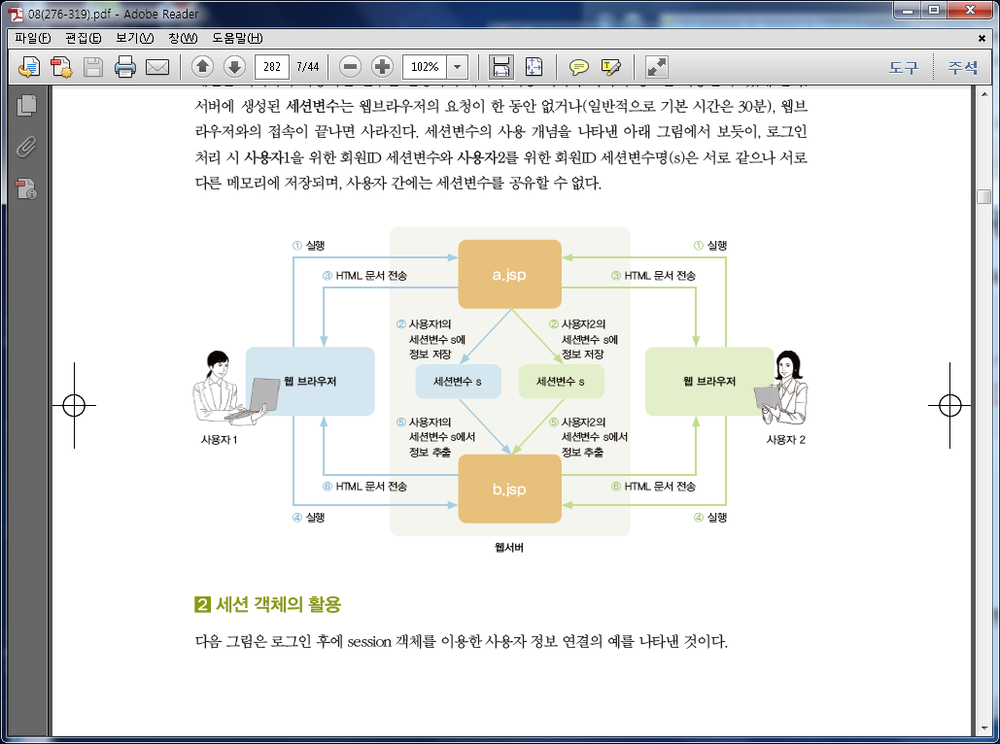 08(276-319).pdf - Adobe Reader
파일(F) 편집(E) 보기(V) 창(W) 도움말(H)
282 7/44 102% 도구 주석
서버에 생성된 세션변수는 웹브라우저의 요청이 한 동안 없거나(일반적으로 기본 시간은 30분), 웹브
라우저와의 접속이 끝나면 사라진다. 세션변수의 사용 개념을 나타낸 아래 그림에서 보듯이, 로그인
처리 시 사용자1을 위한 회원ID 세션변수와 사용자2를 위한 회원ID 세션변수명(s)은 서로 같으나 서로
다른 메모리에 저장되며, 사용자 간에는 세션변수를 공유할 수 없다.
① 실행
① 실행
a.jsp
③ HTML 문서 전송
③ HTML 문서 전송
② 사용자1의
세션변수 s에
정보 저장
② 사용자2의
세션변수 s에
정보 저장
웹 브라우저
세션변수 s
세션변수 s
웹 브라우저
사용자 1
사용자 2
⑤ 사용자1의
세션변수 s에서
정보 추출
⑤ 사용자2의
세션변수 s에서
정보 추출
b.jsp
⑥ HTML 문서 전송
⑥ HTML 문서 전송
④ 실행
④ 실행
웹서버
2 세션 객체의 활용
다음 그림은 로그인 후에 session 객체를 이용한 사용자 정보 연결의 예를 나타낸 것이다.